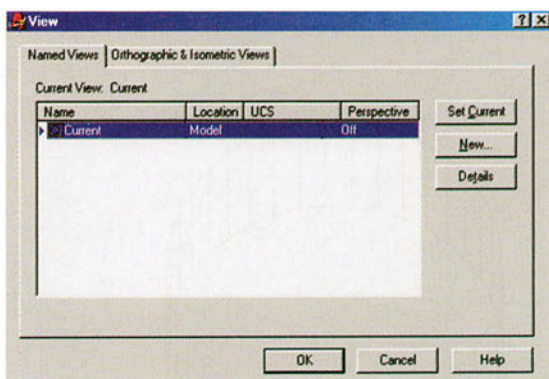 View
Named Views Orthographic & Isometric Views
Current View: Current
Name Location UCS Perspective
Current Model Off
Set Current
New...
Details
OK Cancel Help